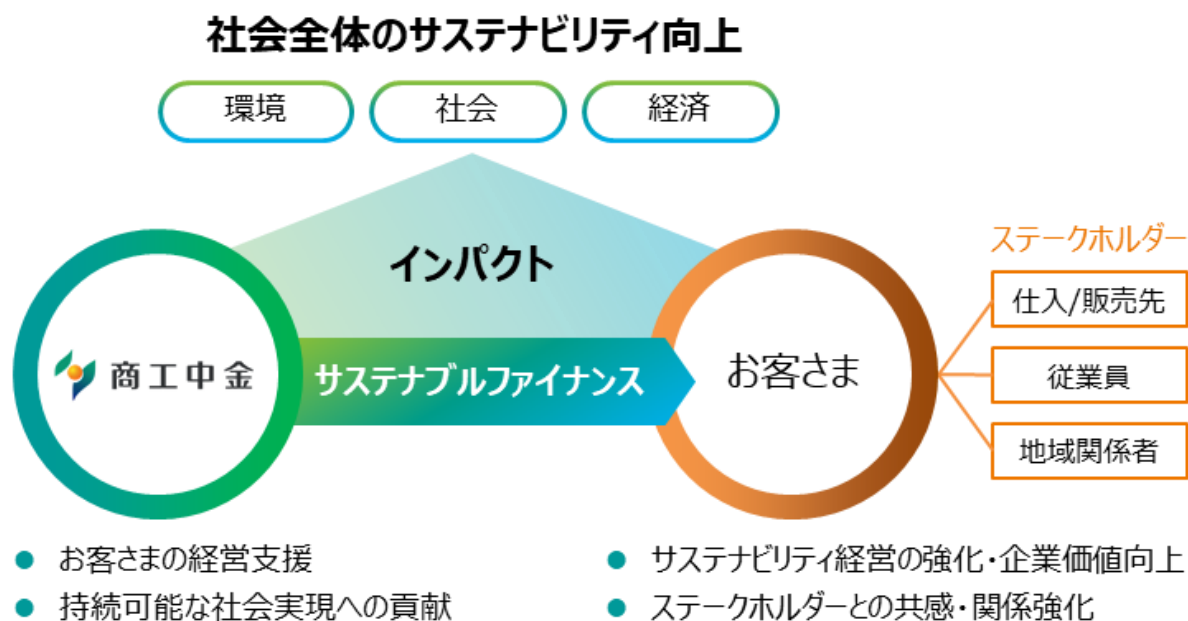 社会全体のサステナビリティ向上
環境
社会
経済
インパクト
商工中金
サステナブルファイナンス
お客さま
ステークホルダー
仕入/販売先
従業員
地域関係者
● お客さまの経営支援
● 持続可能な社会実現への貢献
● サステナビリティ経営の強化・企業価値向上
● ステークホルダーとの共感・関係強化